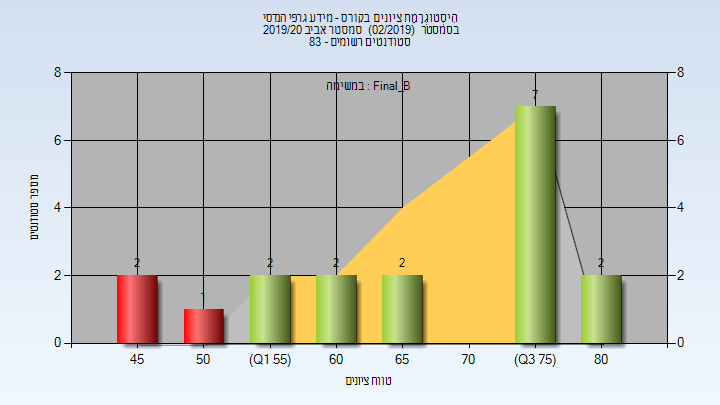 היסטוגרמת ציונים בקורס - מידע גרפי הנדסי
בסמסטר (02/2019) סמסטר אביב 2019/20
סטודנטים רשומים - 83
במשימה : Final_B
מספר סטודנטים
8 8
6 6
4 4
2 2
0 0
2 1 2 2 2 7 2
45 50 (Q1 55) 60 65 70 (Q3 75) 80
טווח ציונים